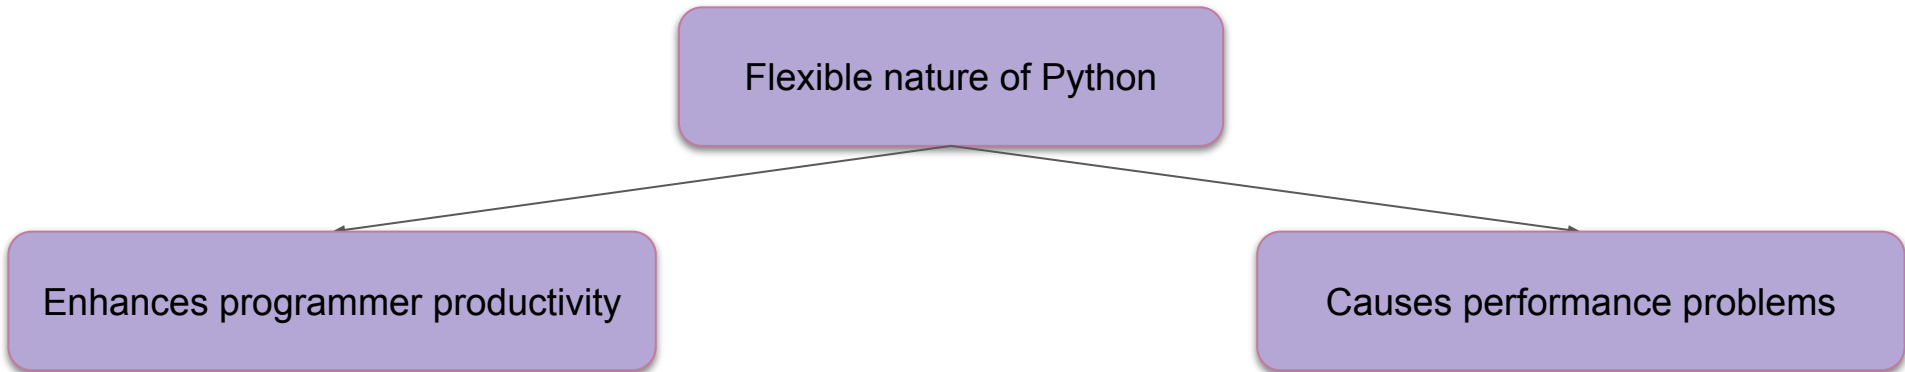 Flexible nature of Python
Enhances programmer productivity
Causes performance problems